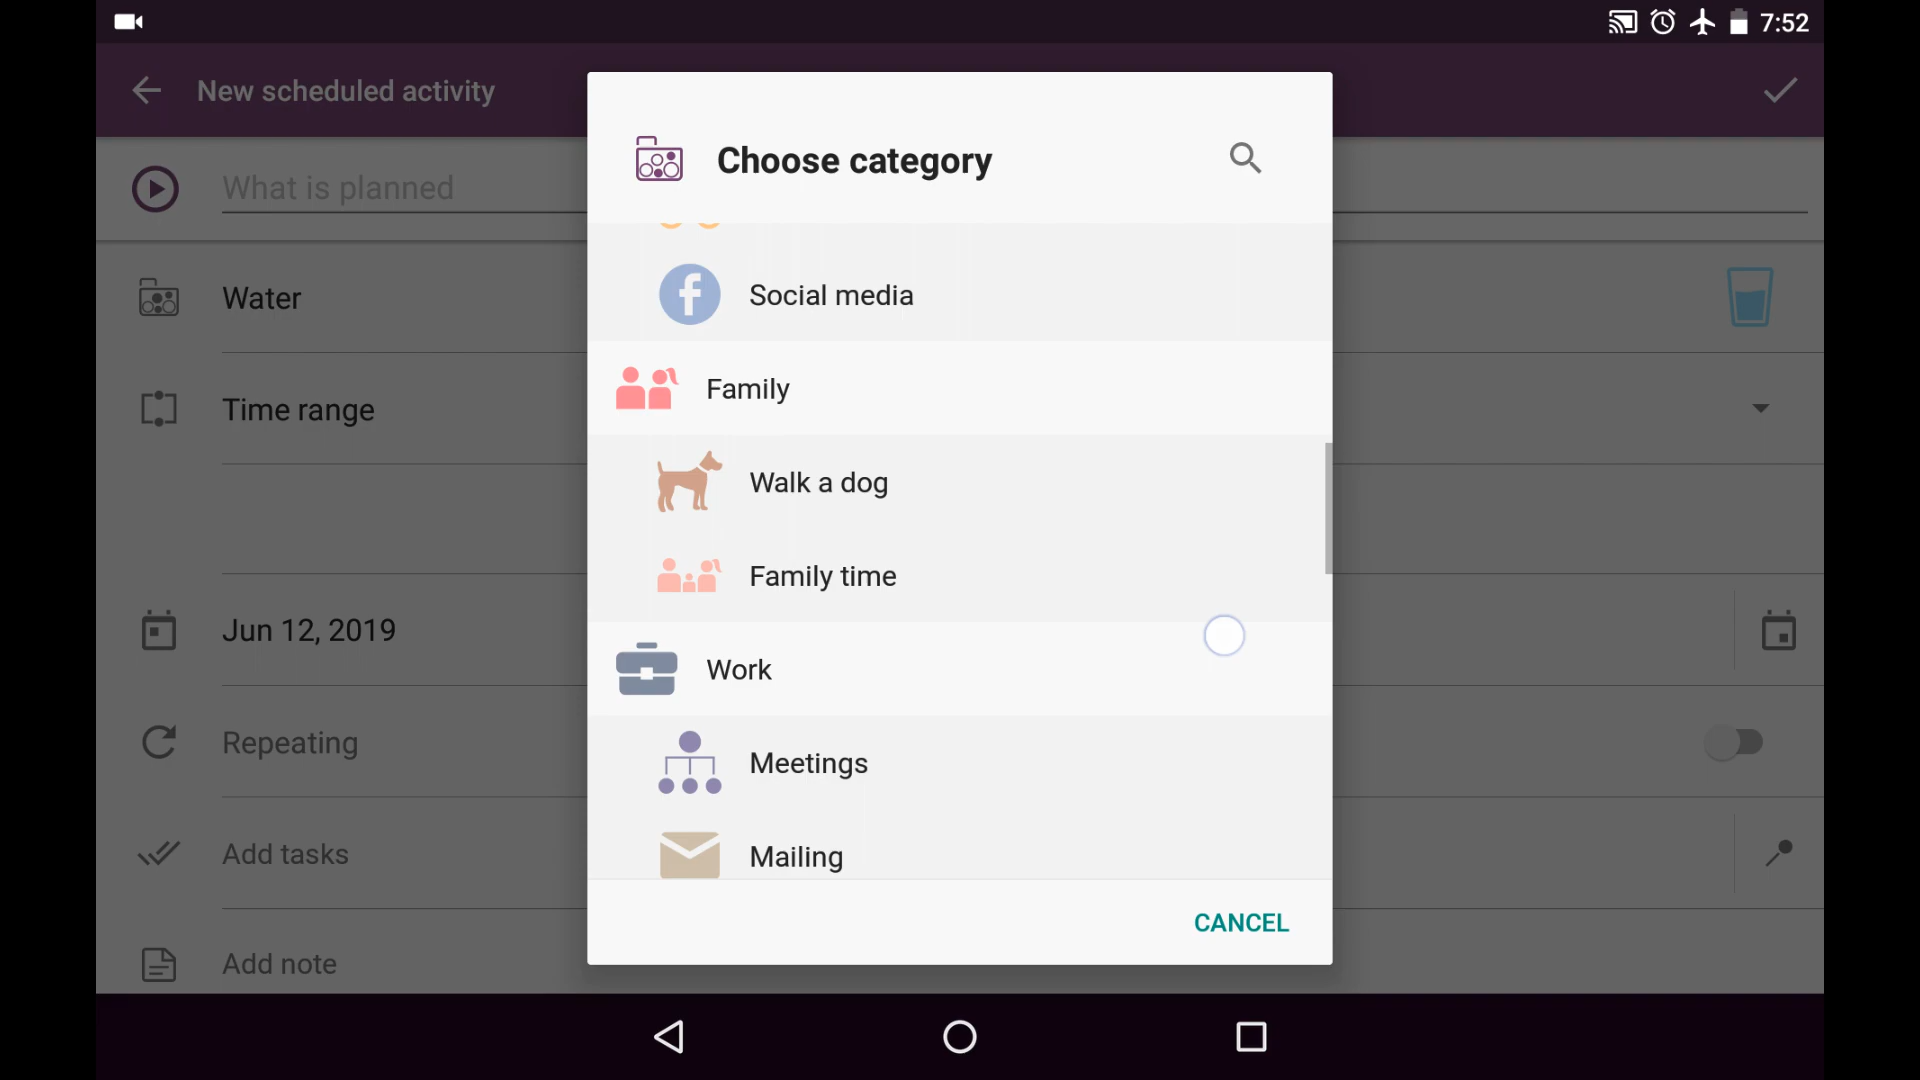 7:52
New scheduled activity
Choose category
What is planned
Water
Social media
Family
Time range
Walk a dog
Family time
Jun 12, 2019
Work
Repeating
Meetings
Add tasks
Mailing
CANCEL
Add note